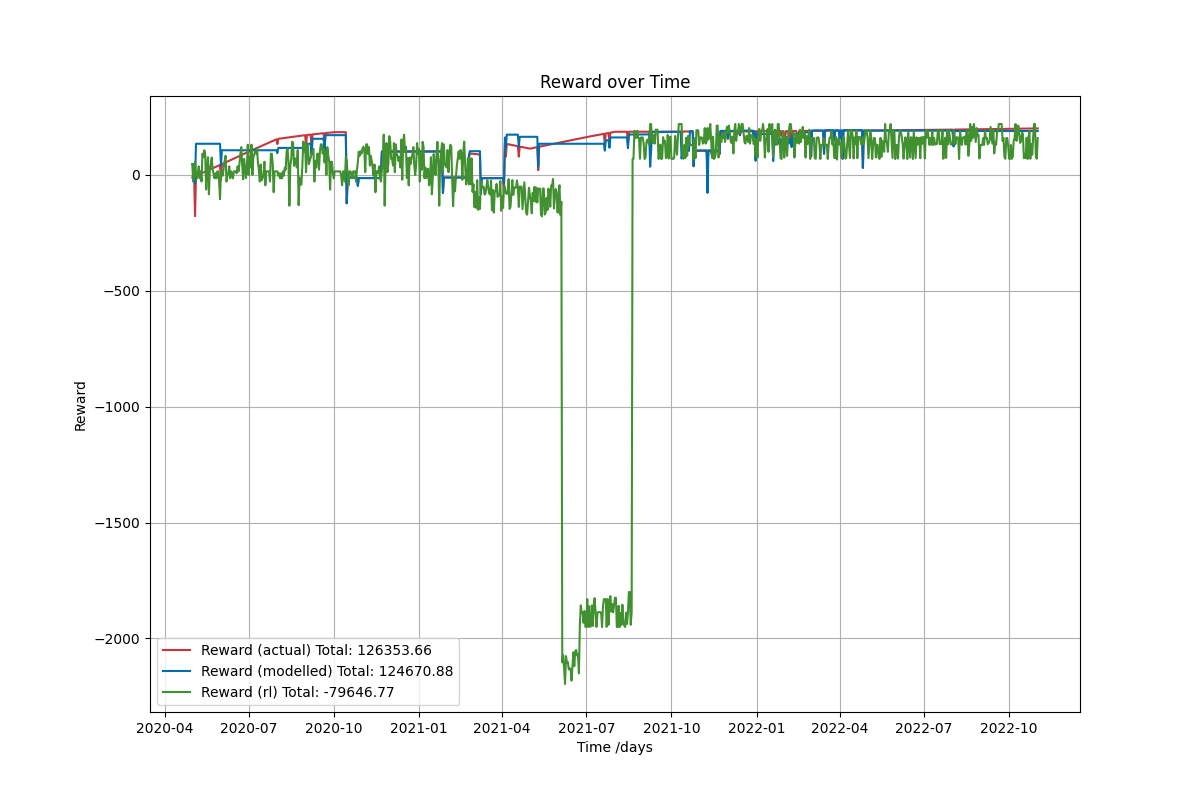 Reward over Time
0
−500
−1000
−1500
−2000
Reward
Reward (actual) Total: 126353.66
Reward (modelled) Total: 124670.88
Reward (rl) Total: -79646.77
2020-04 2020-07 2020-10 2021-01 2021-04 2021-07 2021-10 2022-01 2022-04 2022-07 2022-10
Time /days